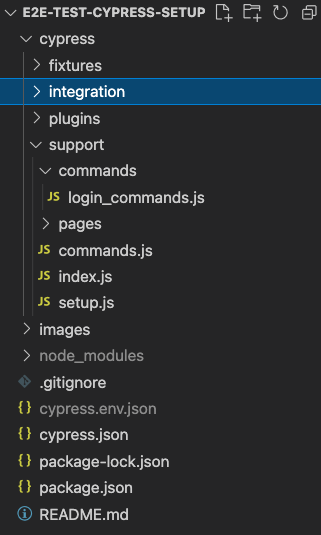 E2E-TEST-CYPRESS-SETUP
cypress
fixtures
integration
plugins
support
commands
JS login_commands.js
pages
JS commands.js
JS index.js
JS setup.js
images
node_modules
.gitignore
{} cypress.env.json
{} cypress.json
{} package-lock.json
{} package.json
README.md